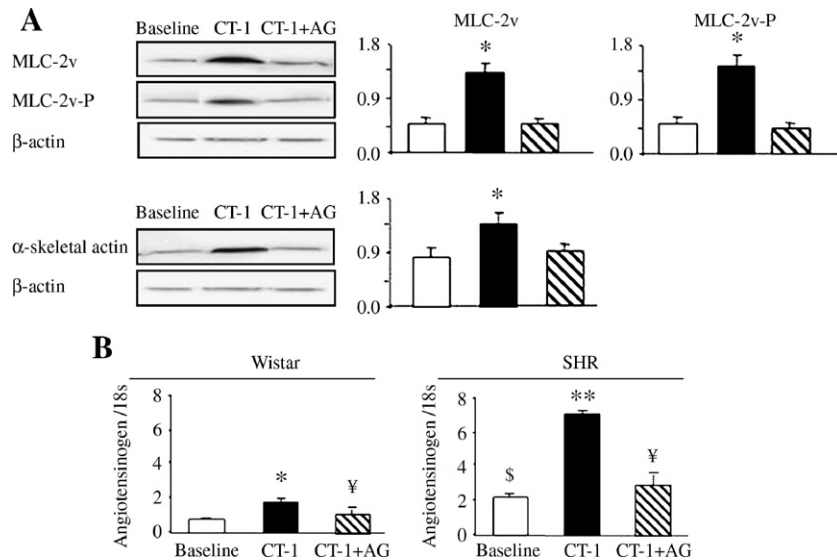 A
Baseline CT-1 CT-1+AG
MLC-2v
MLC-2v-P
β-actin
MLC-2v
1.8
0.9
0.0
*
MLC-2v-P
1.8
0.9
0.0
*
Baseline CT-1 CT-1+AG
α-skeletal actin
β-actin
1.8
0.9
0.0
*
B
Wistar
Angiotensinogen /18s
8
6
4
2
0
* ¥
Baseline CT-1 CT-1+AG
SHR
Angiotensinogen /18s
8
6
4
2
0
$ ** ¥
Baseline CT-1 CT-1+AG